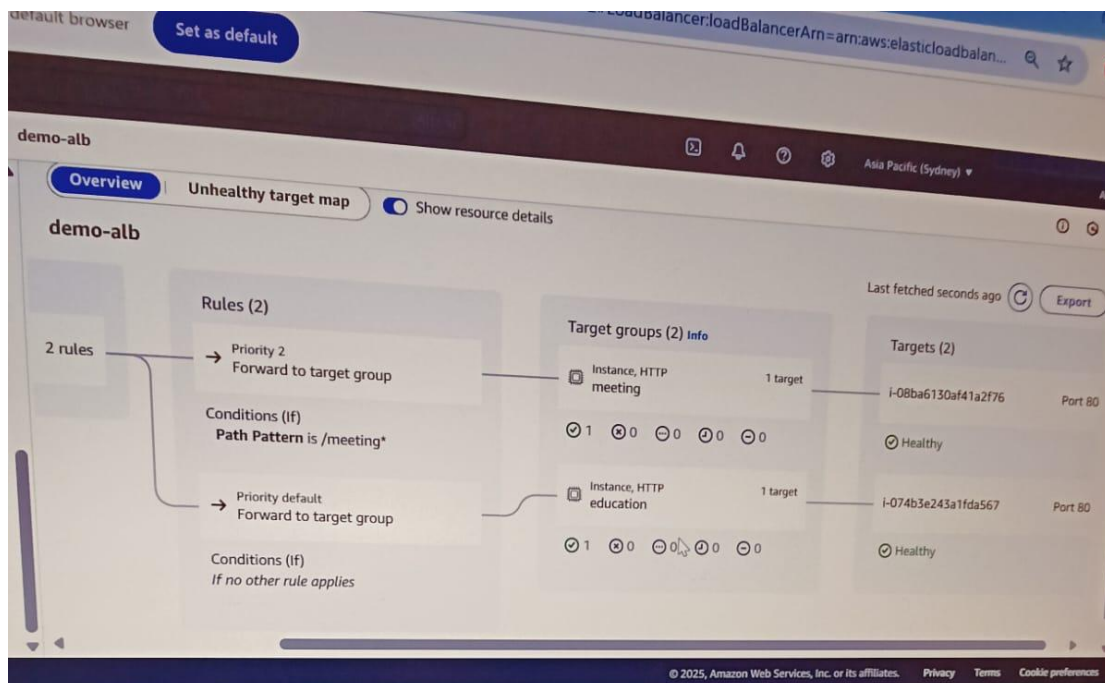 default browser
Set as default
LoadBalancer:loadBalancerArn=arn:aws:elasticloadbalan...
demo-alb
Asia Pacific (Sydney) ▼
Overview
Unhealthy target map
Show resource details
demo-alb
Last fetched seconds ago
Export
2 rules
Rules (2)
Priority 2
Forward to target group
Conditions (If)
Path Pattern is /meeting*
Priority default
Forward to target group
Conditions (If)
If no other rule applies
Target groups (2) Info
Instance, HTTP
1 target
meeting
1 0 0 0 0
Instance, HTTP
1 target
education
1 0 0 0 0
Targets (2)
i-08ba6130af41a2f76
Port 80
Healthy
i-074b3e243a1fda567
Port 80
Healthy
© 2025, Amazon Web Services, Inc. or its affiliates.
Privacy
Terms
Cookie preferences